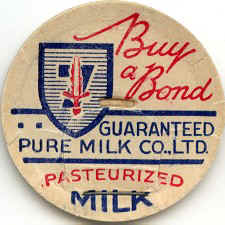 Buy
a
Bond
GUARANTEED
PURE MILK CO., LTD.
PASTEURIZED
MILK